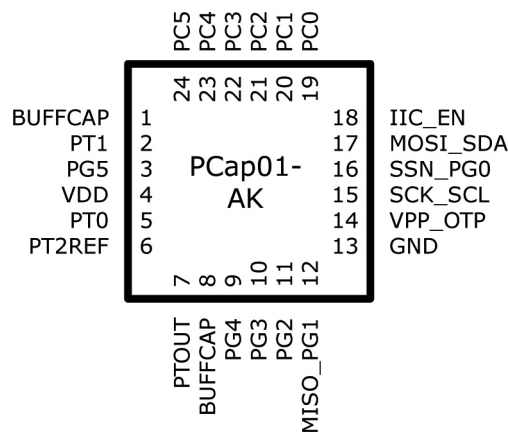 PC5
PC4
PC3
PC2
PC1
PC0
24
23
22
21
20
19
BUFFCAP 1
PT1 2
PG5 3
VDD 4
PT0 5
PT2REF 6
PCap01-
AK
18 IIC_EN
17 MOSI_SDA
16 SSN_PG0
15 SCK_SCL
14 VPP_OTP
13 GND
7
8
9
10
11
12
PTOUT
BUFFCAP
PG4
PG3
PG2
MISO_PG1